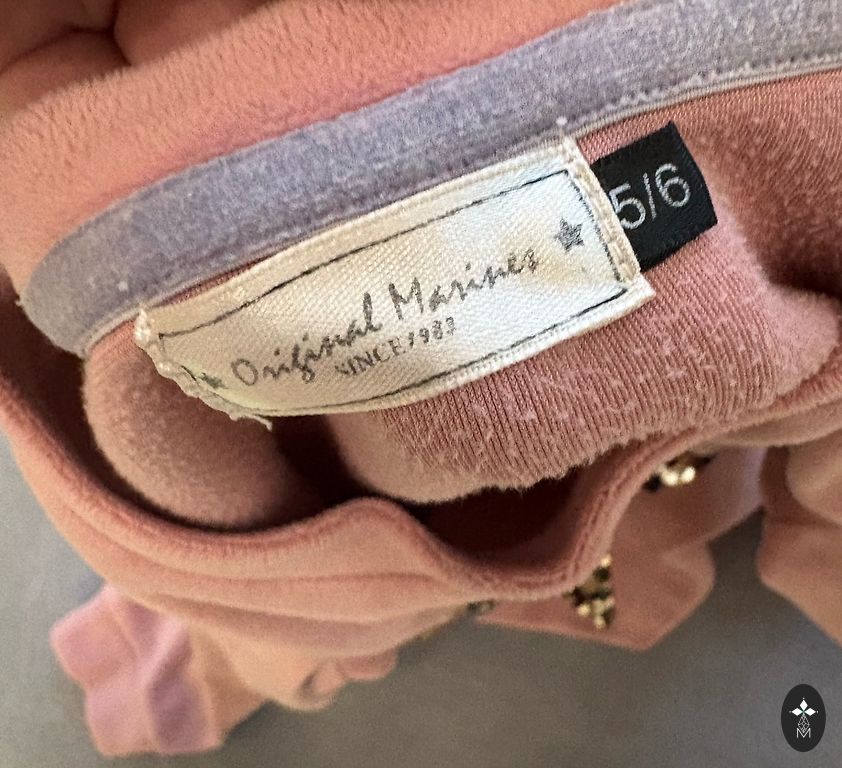 Original Marines
SINCE 1983
5/6
M